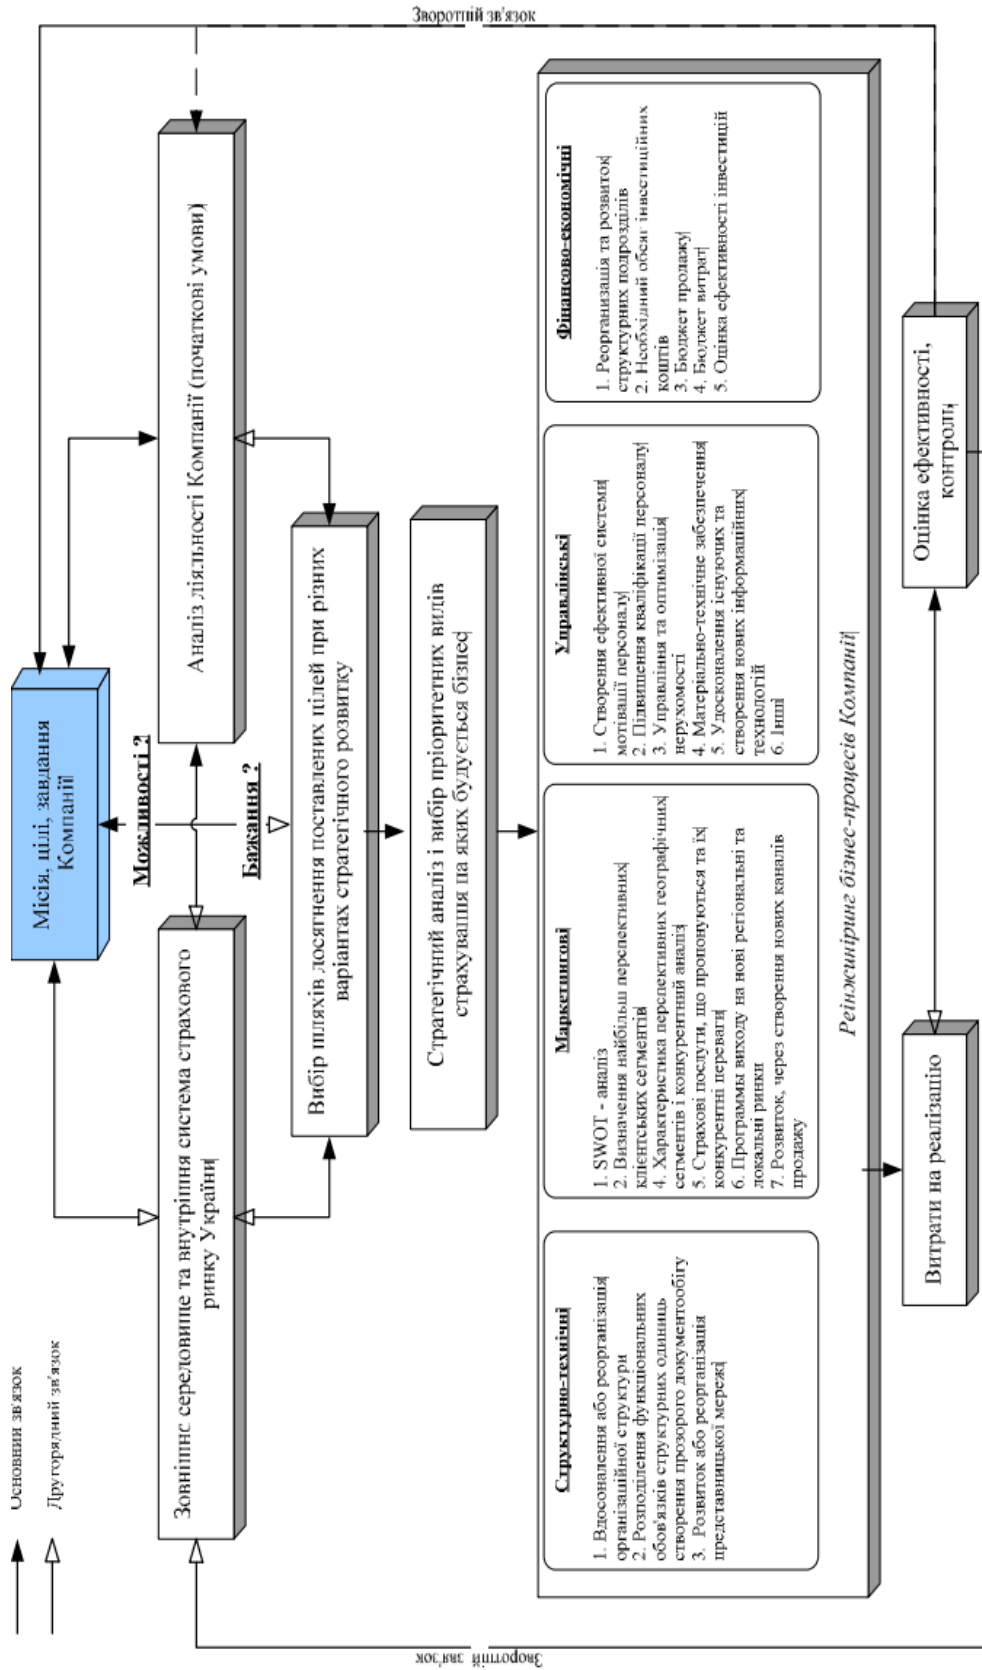 Основний зв'язок
Другорядний зв'язок
Місія, цілі, завдання
Компанії
Можливості ?
Бажання ?
Зовнішнє середовище та внутрішня система страхового
ринку України
Аналіз діяльності Компанії (початкові умови)
Вибір шляхів досягнення поставлених цілей при різних
варіантах стратегічного розвитку
Стратегічний аналіз і вибір пріоритетних видів
страхування на яких будується бізнес
Структурно-технічні
1. Вдосоналення або реорганізація
організаційної структури
2. Розподілення функціональних
обов'язків структурних одиниць
створення прозорого документообігу
3. Розвиток або реорганізація
представницької мережі
Маркетингові
1. SWOT - аналіз
2. Визначення найбільш перспективних
клієнтських сегментів
4. Характеристика перспективних географічних
сегментів і конкурентний аналіз
5. Страхові послуги, що пропонуються та їх
конкурентні переваги
6. Программы виходу на нові регіональні та
локальні ринки
7. Розвиток, через створення нових каналів
продажу
Управлінські
1. Створення ефективної системи
мотивації персоналу
2. Підвищення кваліфікації персоналу
3. Управління та оптимізація
нерухомості
4. Матеріально-технічне забезпечення
5. Удосконалення існуючих та
створення нових інформаційних
технологій
6. Інші
Фінансово-економічні
1. Реорганизація та розвиток
структурних подрозділів
2. Необхідний обсяг інвестиційних
коштів
3. Бюджет продажу
4. Бюджет витрат
5. Оцінка ефективності інвестицій
Реінжиніринг бізнес-процесів Компанії
Витрати на реалізацію
Оцінка ефективності,
контроль
Зворотній зв'язок
Зворотній звя'зок